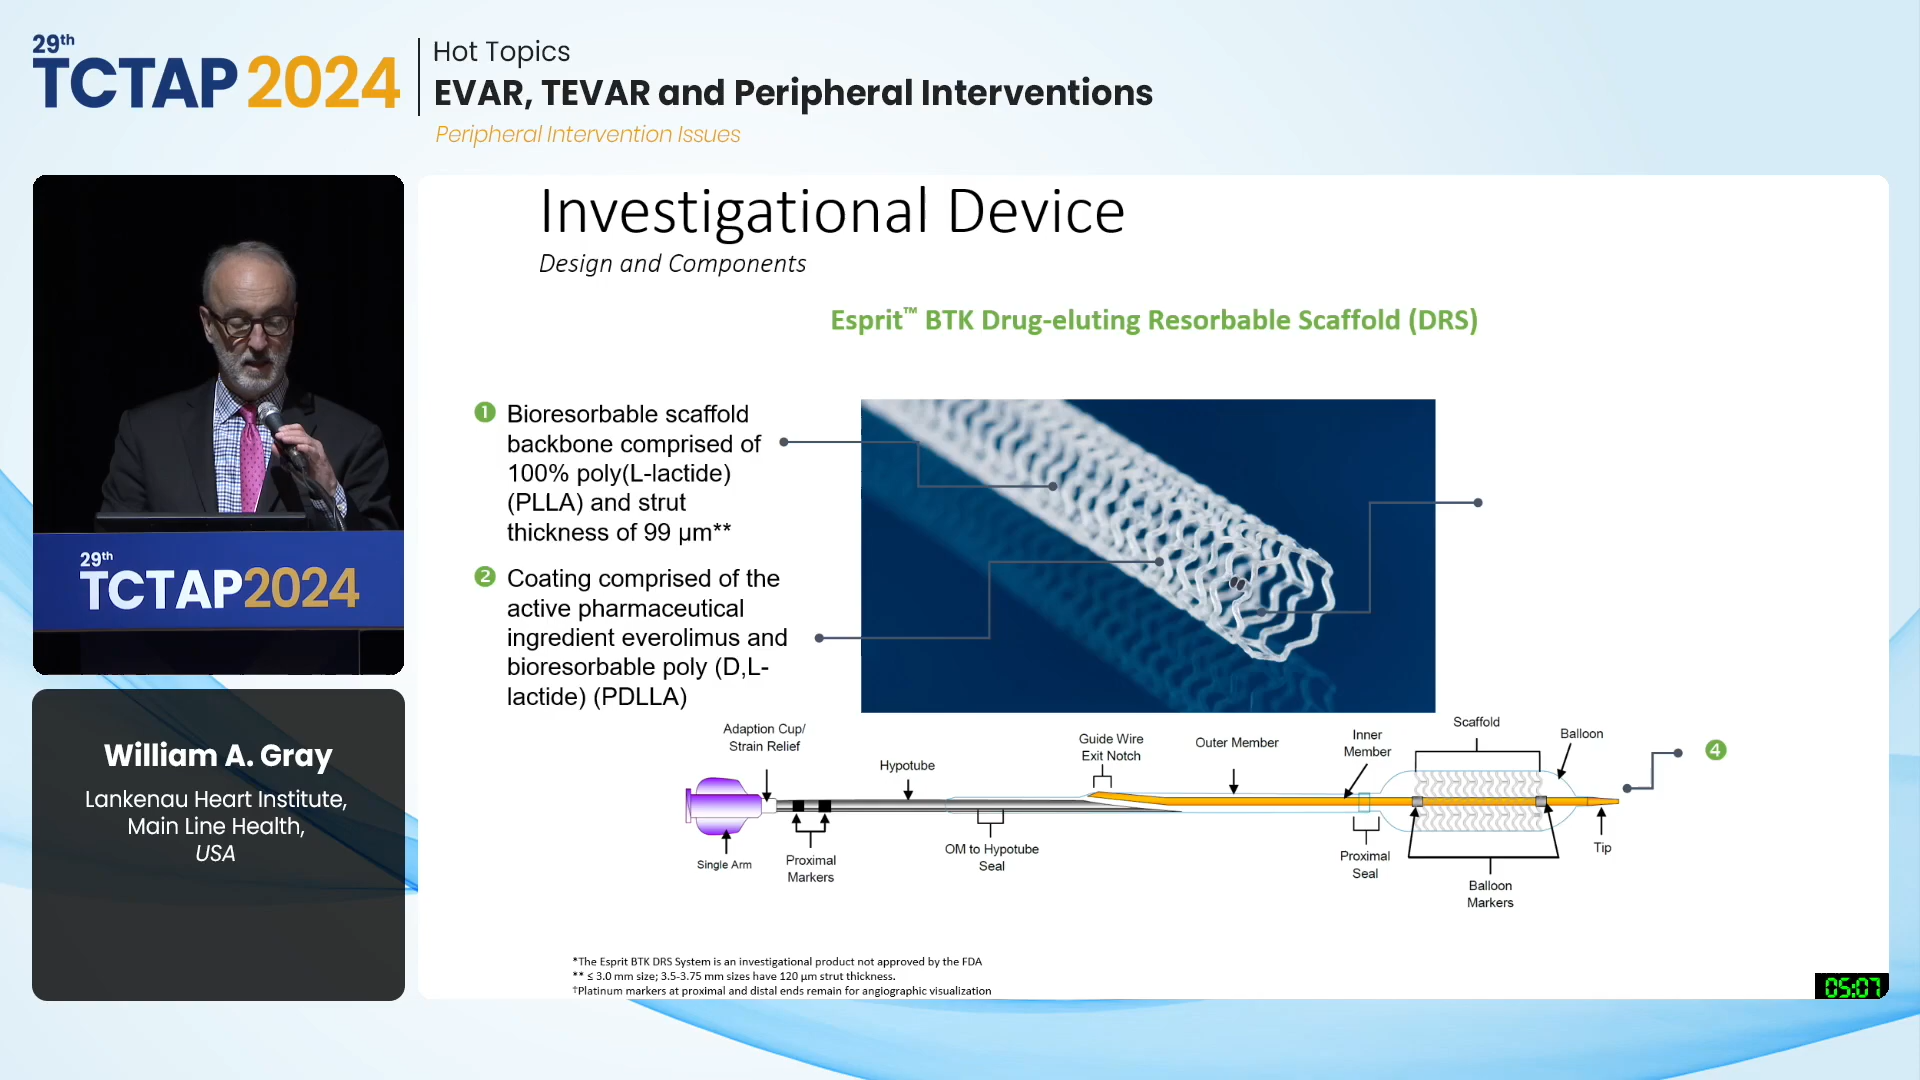 29th
TCTAP 2024
Hot Topics
EVAR, TEVAR and Peripheral Interventions
Peripheral Intervention Issues
29th
TCTAP2024
William A. Gray
Lankenau Heart Institute,
Main Line Health,
USA
Investigational Device
Design and Components
Esprit™ BTK Drug-eluting Resorbable Scaffold (DRS)
1 Bioresorbable scaffold
backbone comprised of
100% poly(L-lactide)
(PLLA) and strut
thickness of 99 µm**
2 Coating comprised of the
active pharmaceutical
ingredient everolimus and
bioresorbable poly (D,L-
lactide) (PDLLA)
Adaption Cup/
Strain Relief
Hypotube
Guide Wire
Exit Notch
Outer Member
Inner
Member
Scaffold
Balloon
4
Single Arm
Proximal
Markers
OM to Hypotube
Seal
Proximal
Seal
Balloon
Markers
Tip
*The Esprit BTK DRS System is an investigational product not approved by the FDA
** ≤ 3.0 mm size; 3.5-3.75 mm sizes have 120 µm strut thickness.
†Platinum markers at proximal and distal ends remain for angiographic visualization
05:07